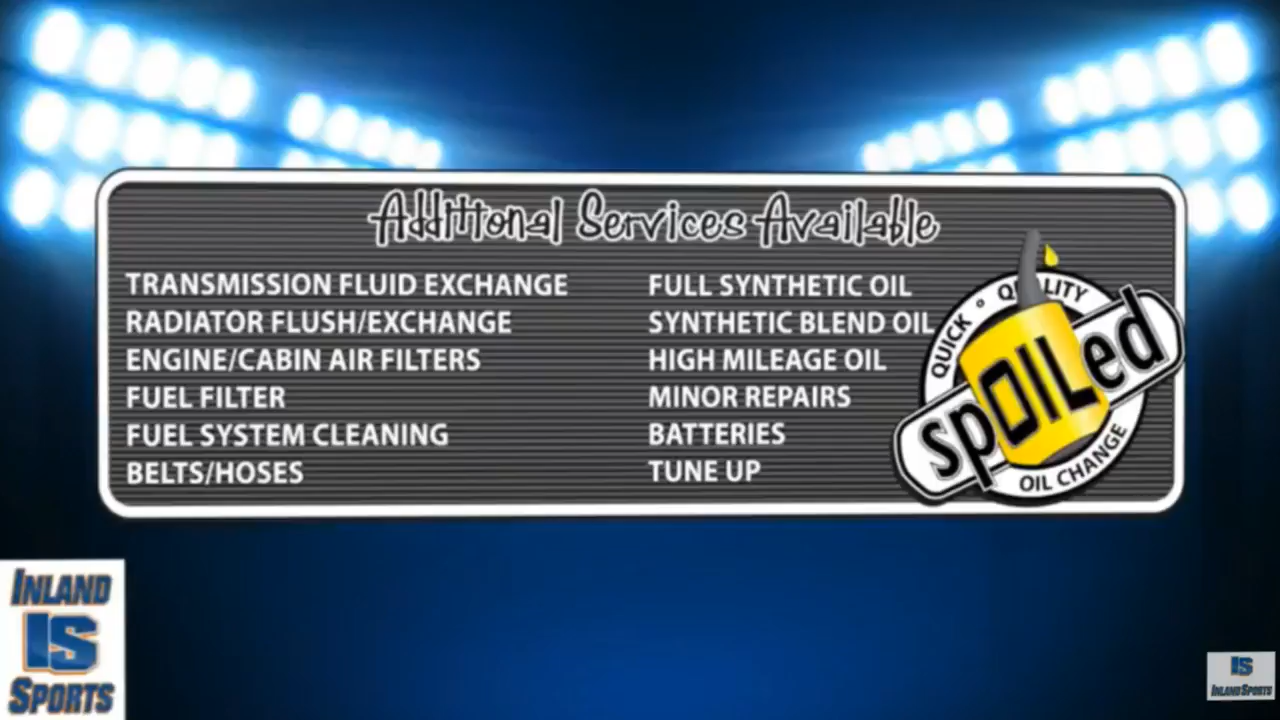 Additional Services Available
TRANSMISSION FLUID EXCHANGE
RADIATOR FLUSH/EXCHANGE
ENGINE/CABIN AIR FILTERS
FUEL FILTER
FUEL SYSTEM CLEANING
BELTS/HOSES
FULL SYNTHETIC OIL
SYNTHETIC BLEND OIL
HIGH MILEAGE OIL
MINOR REPAIRS
BATTERIES
TUNE UP
QUICK • QUALITY
spOILed
OIL CHANGE
INLAND
IS
SPORTS
IS
INLAND SPORTS